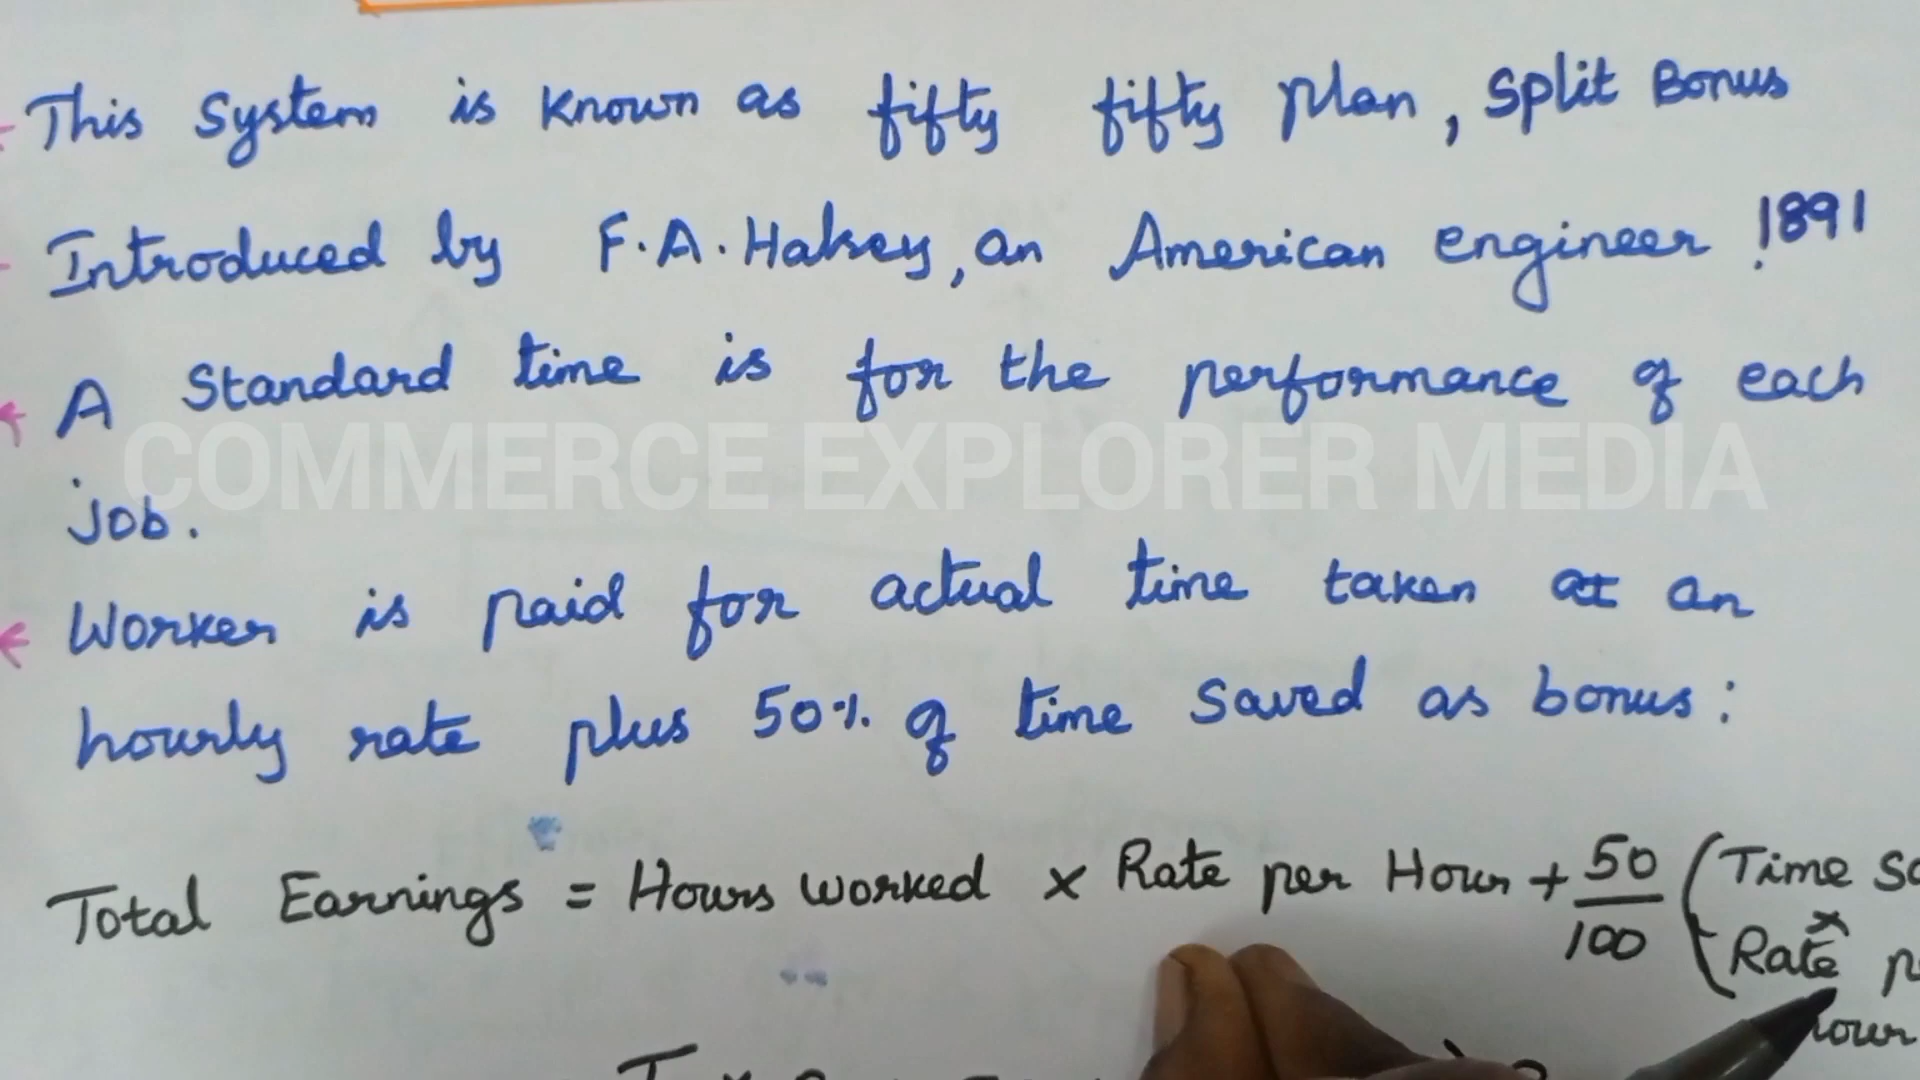 This System is Known as fifty fifty plan, Split Bonus
Introduced by F.A. Halsey, an American engineer 1891
A Standard time is for the performance of each
job.
COMMERCE EXPLORER MEDIA
Worker is paid for actual time taken at an
hourly rate plus 50% of time Saved as bonus:
Total Earnings = Hours worked × Rate per Hour + 50/100 (Time
× Rate